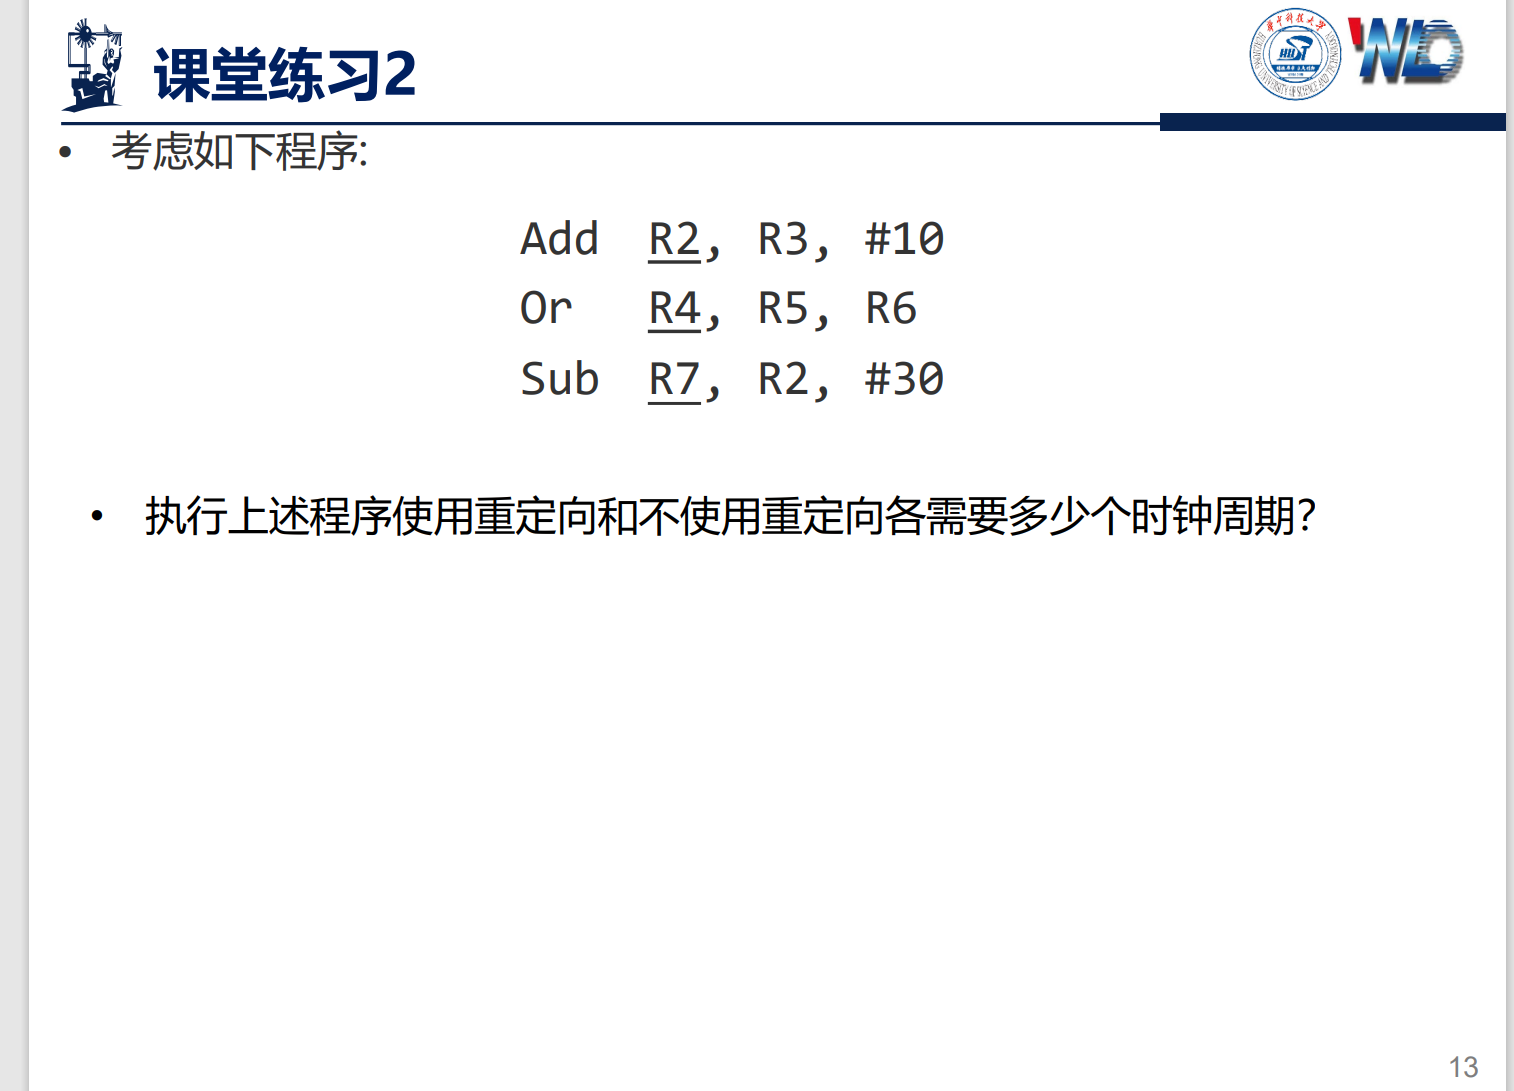 课堂练习2
• 考虑如下程序:
Add R2, R3, #10
Or R4, R5, R6
Sub R7, R2, #30
• 执行上述程序使用重定向和不使用重定向各需要多少个时钟周期?
13